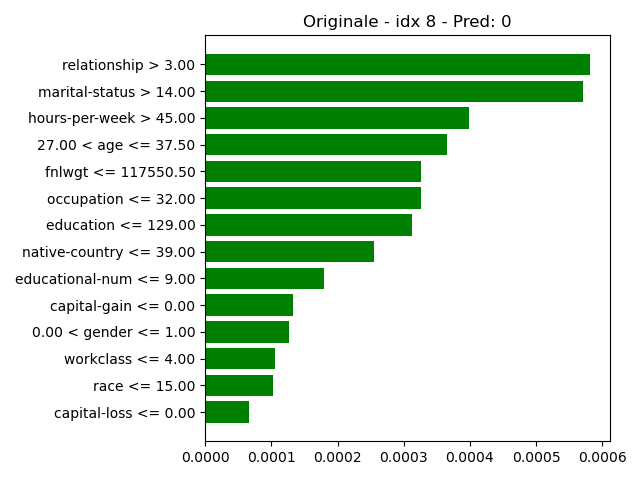 Originale - idx 8 - Pred: 0
relationship > 3.00
marital-status > 14.00
hours-per-week > 45.00
27.00 < age <= 37.50
fnlwgt <= 117550.50
occupation <= 32.00
education <= 129.00
native-country <= 39.00
educational-num <= 9.00
capital-gain <= 0.00
0.00 < gender <= 1.00
workclass <= 4.00
race <= 15.00
capital-loss <= 0.00
0.0000 0.0001 0.0002 0.0003 0.0004 0.0005 0.0006